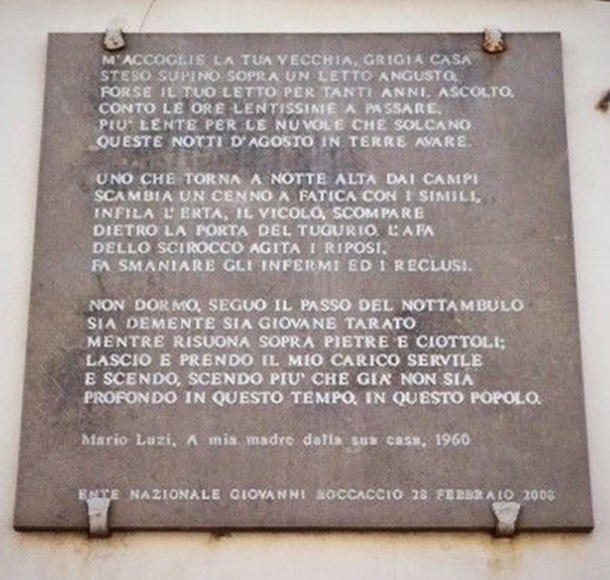 M'ACCOGLIE LA TUA VECCHIA, GRIGIA CASA
STESO SUPINO SOPRA UN LETTO ANGUSTO,
FORSE IL TUO LETTO PER TANTI ANNI. ASCOLTO,
CONTO LE ORE LENTISSIME A PASSARE,
PIU' LENTE PER LE NUVOLE CHE SOLCANO
QUESTE NOTTI D'AGOSTO IN TERRE AVARE.
UNO CHE TORNA A NOTTE ALTA DAI CAMPI
SCAMBIA UN CENNO A FATICA CON I SIMILI,
INFILA L'ERTA, IL VICOLO, SCOMPARE
DIETRO LA PORTA DEL TUGURIO. L'AFA
DELLO SCIROCCO AGITA I RIPOSI,
FA SMANIARE GLI INFERMI ED I RECLUSI.
NON DORMO, SEGUO IL PASSO DEL NOTTAMBULO
SIA DEMENTE SIA GIOVANE TARATO
MENTRE RISUONA SOPRA PIETRE E CIOTTOLI;
LASCIO E PRENDO IL MIO CARICO SERVILE
E SCENDO, SCENDO PIU' CHE GIA' NON SIA
PROFONDO IN QUESTO TEMPO, IN QUESTO POPOLO.
Mario Luzi, A mia madre dalla sua casa, 1960
ENTE NAZIONALE GIOVANNI BOCCACCIO 28 FEBBRAIO 2008